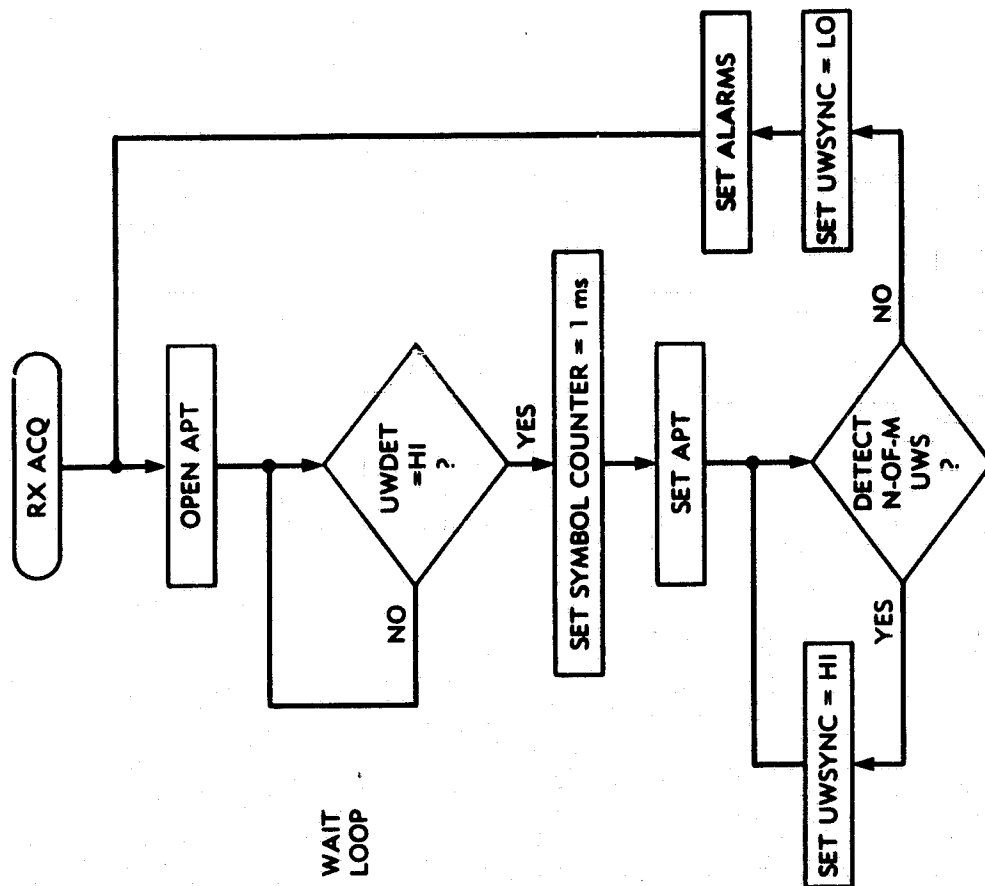 RX ACQ
OPEN APT
UWDET
=HI
?
NO
YES
WAIT
LOOP
SET SYMBOL COUNTER = 1 ms
SET APT
DETECT
N-OF-M
UWS
?
YES
NO
SET UWSYNC = HI
SET UWSYNC = LO
SET ALARMS